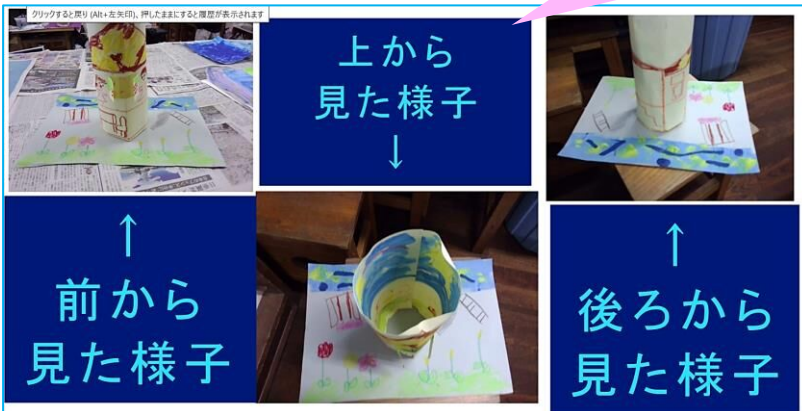 クリックすると戻り (Alt+左矢印), 押したままにすると履歴が表示されます
上から
見た様子
↓
↑
前から
見た様子
↑
後ろから
見た様子